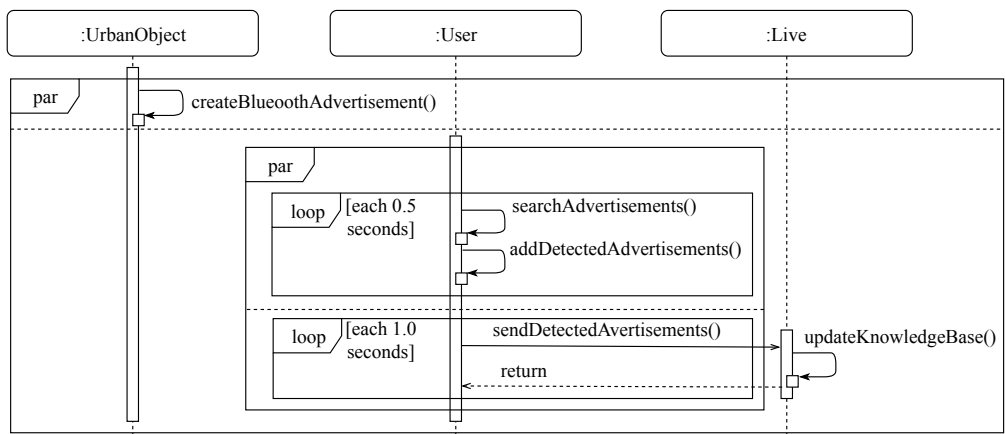 :UrbanObject
:User
:Live
par
createBlueoothAdvertisement()
par
loop
[each 0.5
seconds]
searchAdvertisements()
addDetectedAdvertisements()
loop
[each 1.0
seconds]
sendDetectedAvertisements()
updateKnowledgeBase()
return